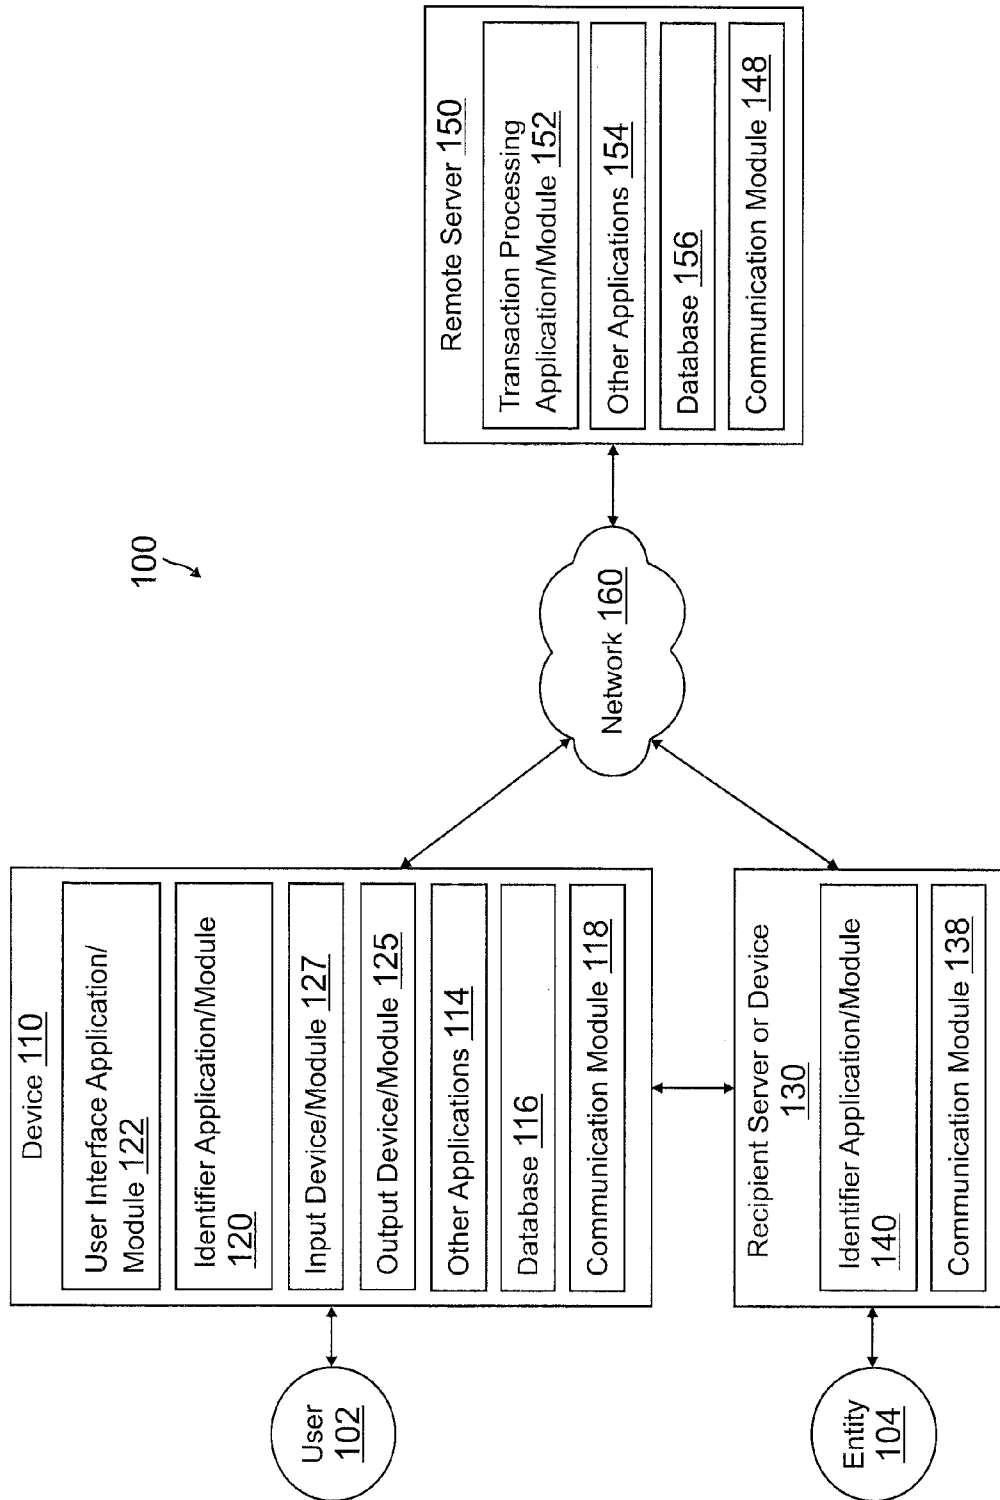 100
User
102
Device 110
User Interface Application/
Module 122
Identifier Application/Module
120
Input Device/Module 127
Output Device/Module 125
Other Applications 114
Database 116
Communication Module 118
Entity
104
Recipient Server or Device
130
Identifier Application/Module
140
Communication Module 138
Network 160
Remote Server 150
Transaction Processing
Application/Module 152
Other Applications 154
Database 156
Communication Module 148